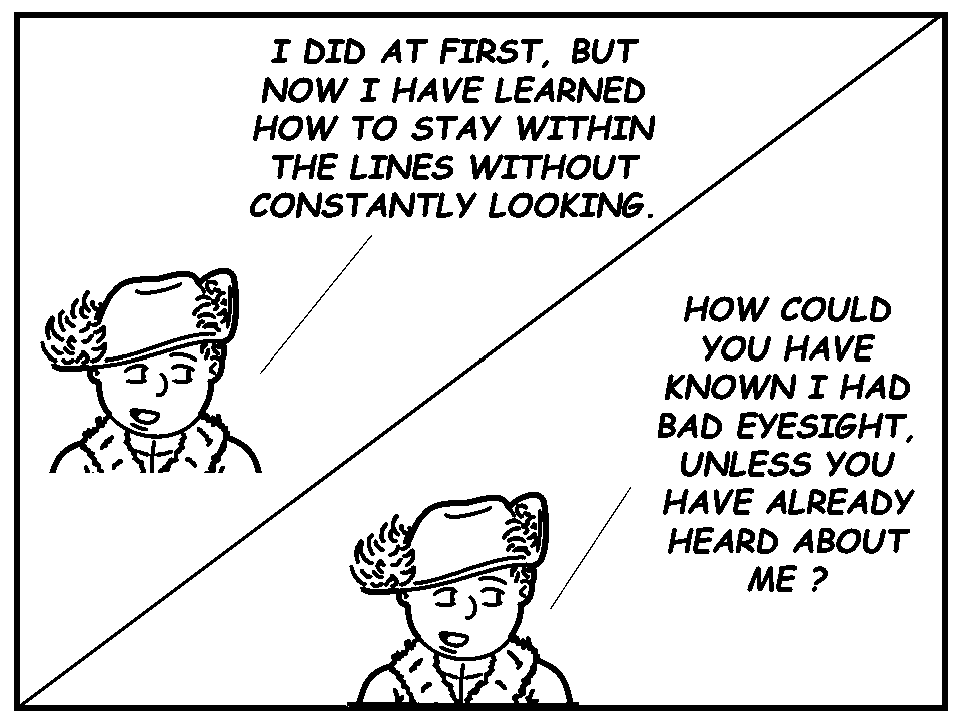 I DID AT FIRST, BUT
NOW I HAVE LEARNED
HOW TO STAY WITHIN
THE LINES WITHOUT
CONSTANTLY LOOKING.
HOW COULD
YOU HAVE
KNOWN I HAD
BAD EYESIGHT,
UNLESS YOU
HAVE ALREADY
HEARD ABOUT
ME ?